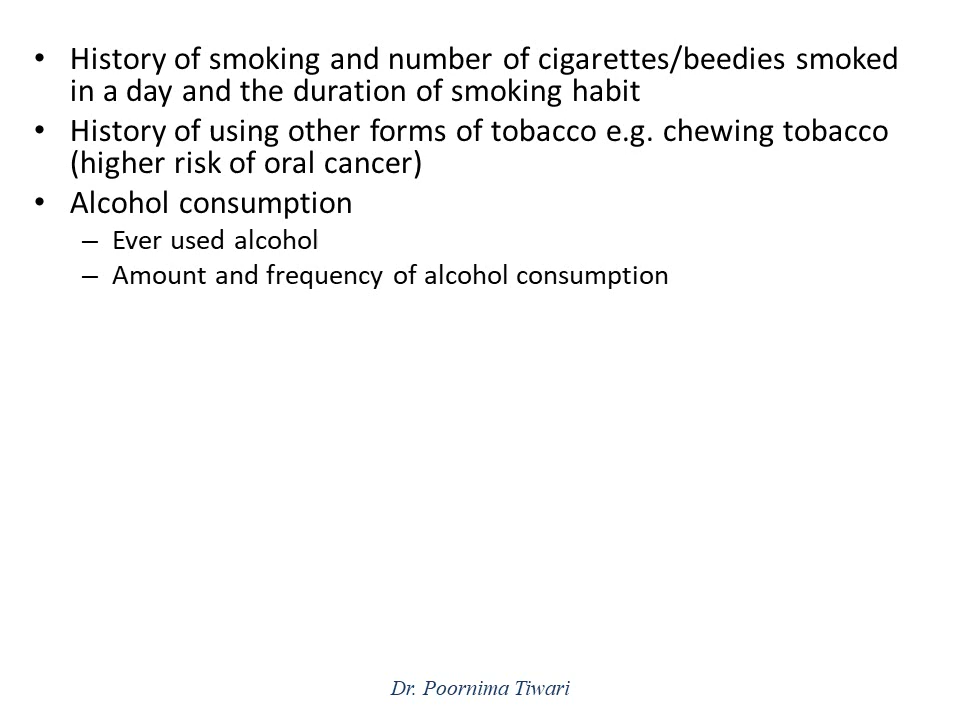 • History of smoking and number of cigarettes/beedies smoked
in a day and the duration of smoking habit
• History of using other forms of tobacco e.g. chewing tobacco
(higher risk of oral cancer)
• Alcohol consumption
– Ever used alcohol
– Amount and frequency of alcohol consumption
Dr. Poornima Tiwari